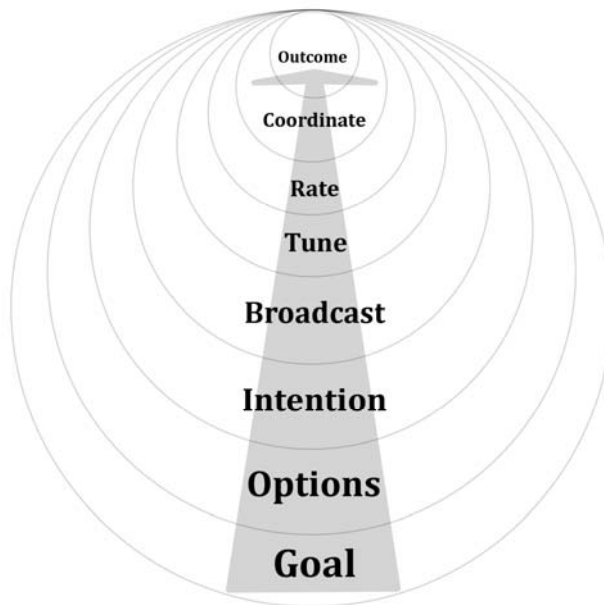 Outcome
Coordinate
Rate
Tune
Broadcast
Intention
Options
Goal